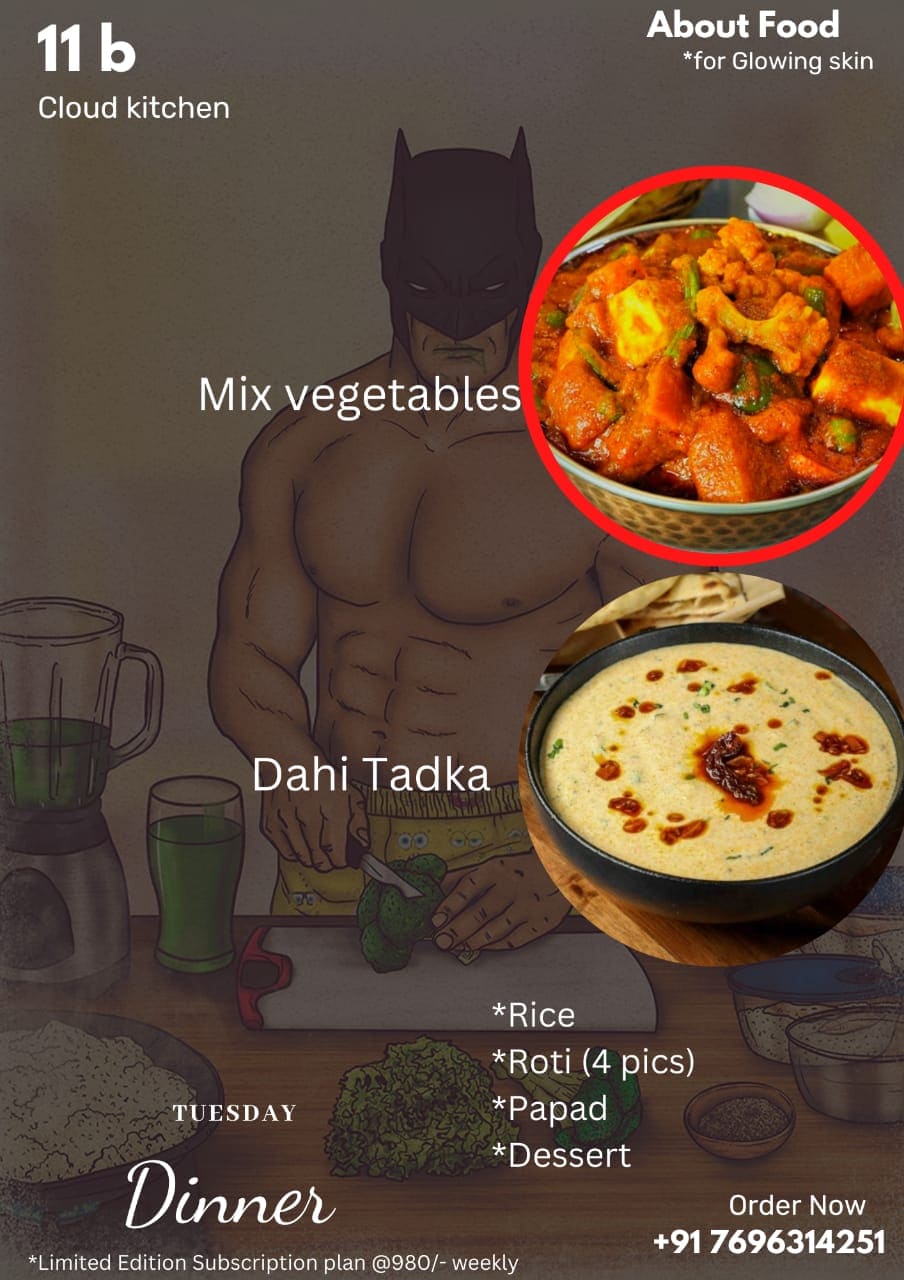 11 b
Cloud kitchen
About Food
*for Glowing skin
Mix vegetables
Dahi Tadka
*Rice
*Roti (4 pics)
*Papad
*Dessert
TUESDAY
Dinner
*Limited Edition Subscription plan @980/- weekly
Order Now
+91 7696314251